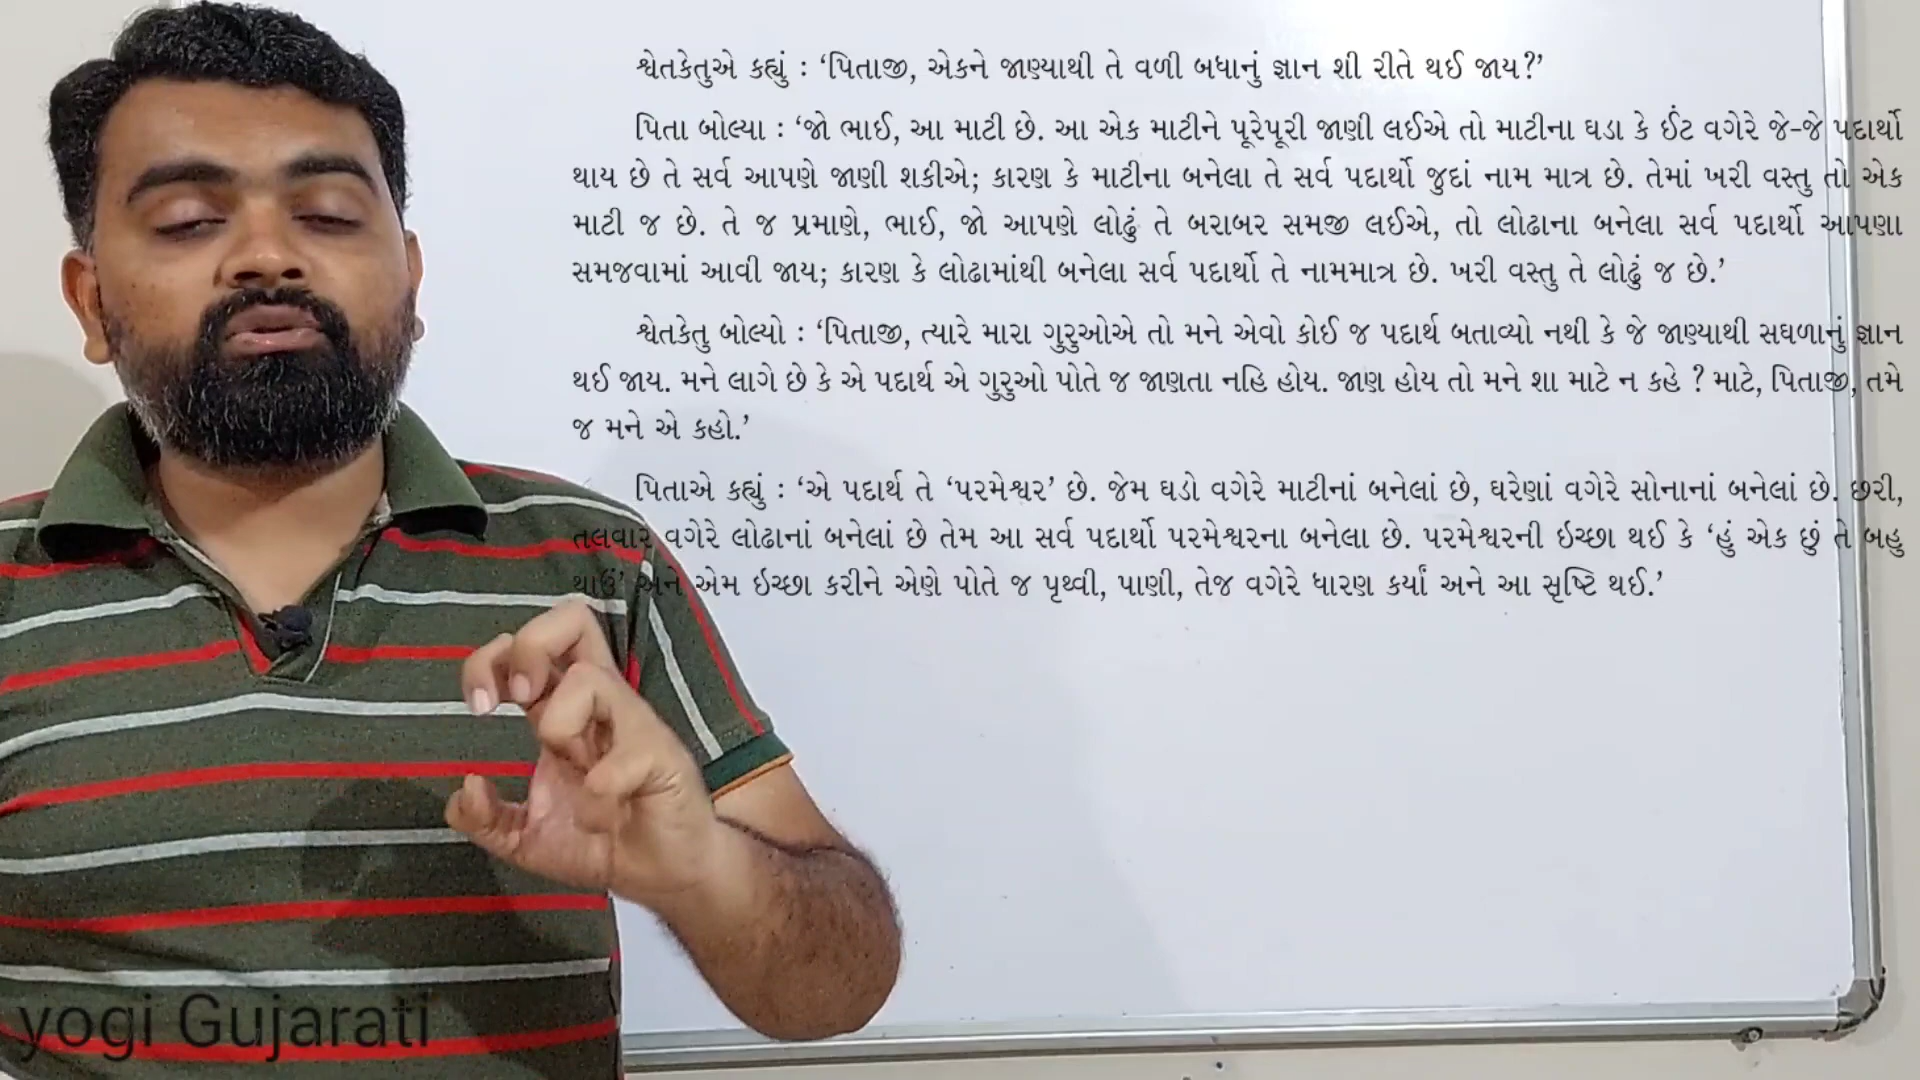 શ્વેતકેતુએ કહ્યું : ‘પિતાજી, એકને જાણ્યાથી તે વળી બધાનું જ્ઞાન શી રીતે થઈ જાય?’
પિતા બોલ્યા : ‘જો ભાઈ, આ માટી છે. આ એક માટીને પૂરેપૂરી જાણી લઈએ તો માટીના ઘડા કે ઈંટ વગેરે જે-જે પદાર્થો
થાય છે તે સર્વ આપણે જાણી શકીએ; કારણ કે માટીના બનેલા તે સર્વ પદાર્થો જુદાં નામ માત્ર છે. તેમાં ખરી વસ્તુ તો એક
માટી જ છે. તે જ પ્રમાણે, ભાઈ, જો આપણે લોઢું તે બરાબર સમજી લઈએ, તો લોઢાના બનેલા સર્વ પદાર્થો આપણા
સમજવામાં આવી જાય; કારણ કે લોઢામાંથી બનેલા સર્વ પદાર્થો તે નામમાત્ર છે. ખરી વસ્તુ તે લોઢું જ છે.’
શ્વેતકેતુ બોલ્યો : ‘પિતાજી, ત્યારે મારા ગુરુઓએ તો મને એવો કોઈ જ પદાર્થ બતાવ્યો નથી કે જે જાણ્યાથી સઘળાનું જ્ઞાન
થઈ જાય. મને લાગે છે કે એ પદાર્થ એ ગુરુઓ પોતે જ જાણતા નહિ હોય. જાણ હોય તો મને શા માટે ન કહે ? માટે, પિતાજી, તમે
જ મને એ કહો.’
પિતાએ કહ્યું : ‘એ પદાર્થ તે ‘પરમેશ્વર’ છે. જેમ ઘડો વગેરે માટીનાં બનેલાં છે, ઘરેણાં વગેરે સોનાનાં બનેલાં છે. છરી,
તલવાર વગેરે લોઢાનાં બનેલાં છે તેમ આ સર્વ પદાર્થો પરમેશ્વરના બનેલા છે. પરમેશ્વરની ઇચ્છા થઈ કે ‘હું એક છું તે બહુ
થાઉં’ અને એમ ઇચ્છા કરીને એણે પોતે જ પૃથ્વી, પાણી, તેજ વગેરે ધારણ કર્યાં અને આ સૃષ્ટિ થઈ.’
yogi Gujarati